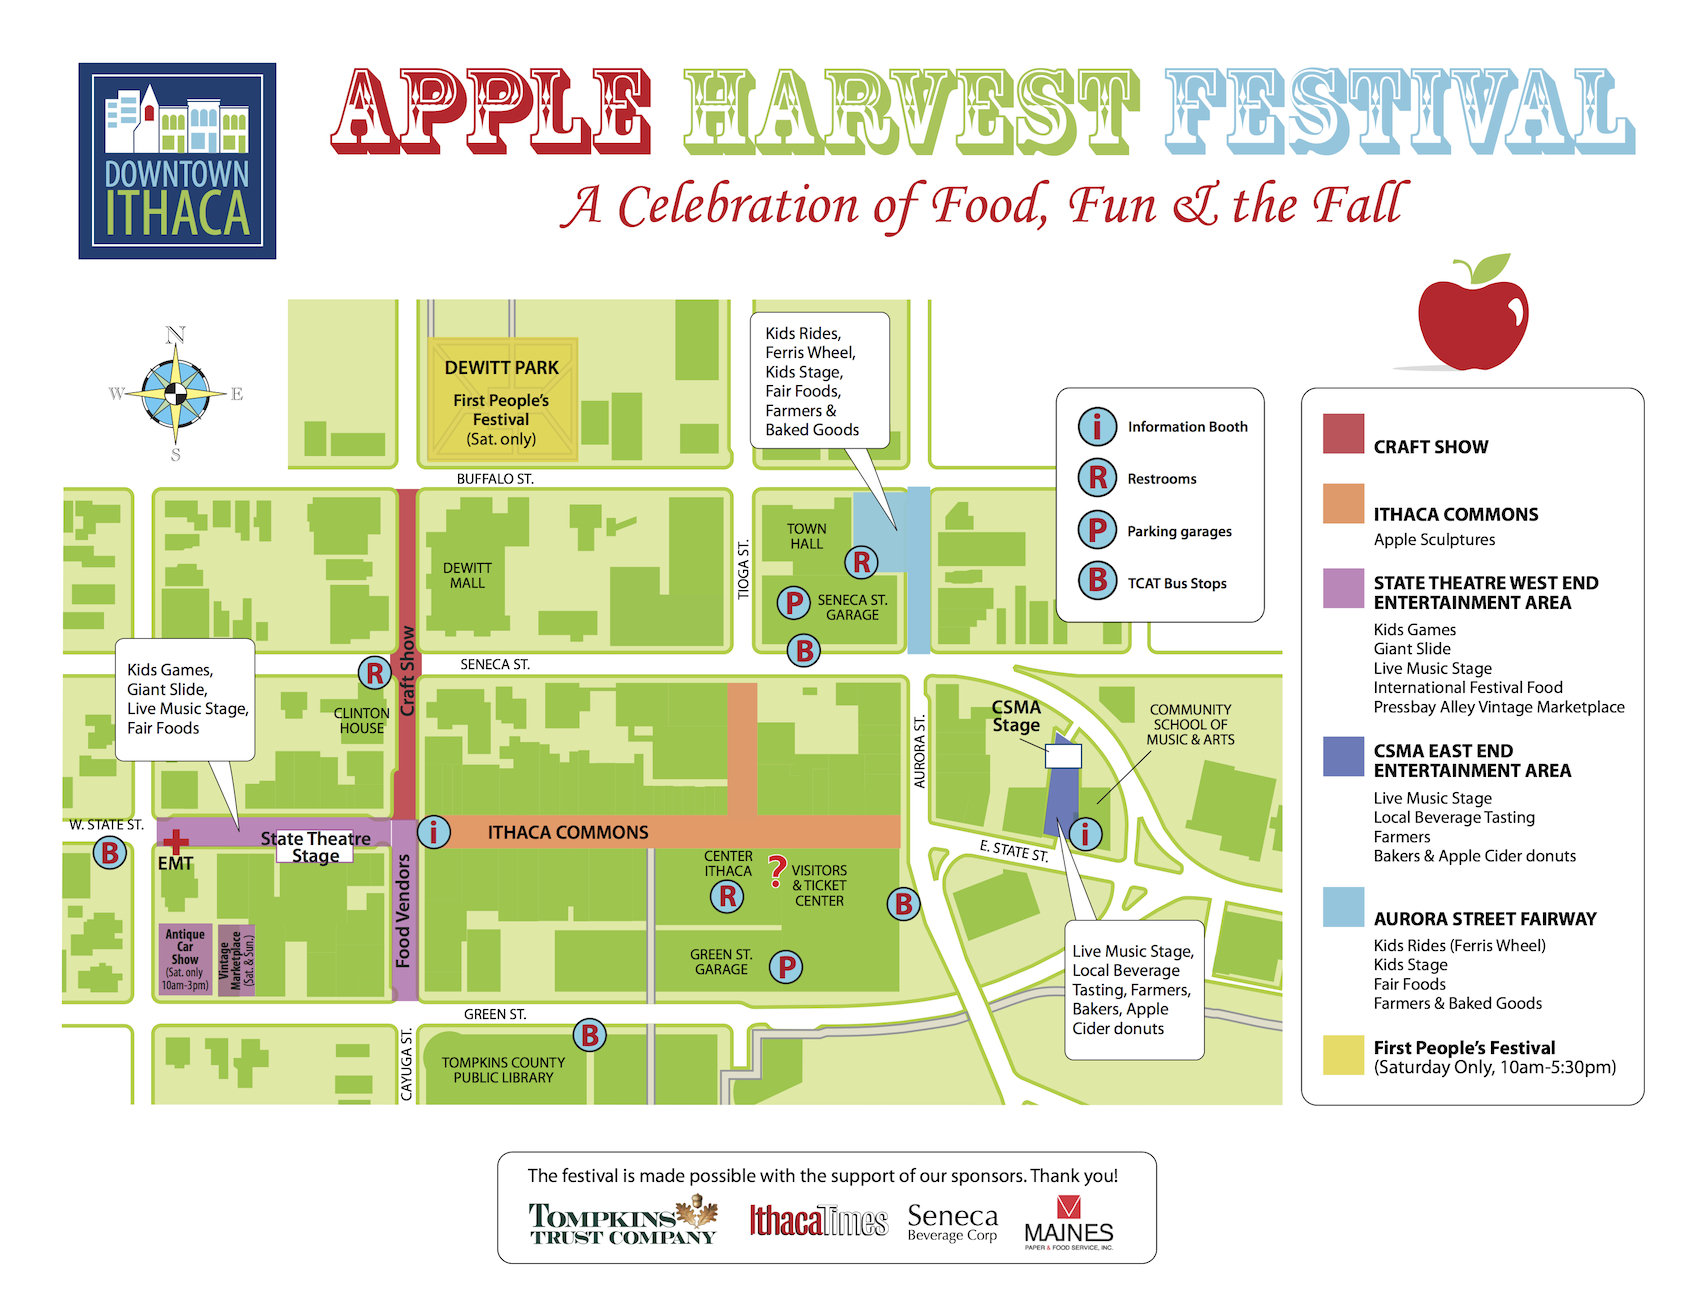 APPLE HARVEST FESTIVAL
A Celebration of Food, Fun & the Fall
DOWNTOWN
ITHACA
N
W
E
S
DEWITT PARK
First People's
Festival
(Sat. only)
Kids Rides,
Ferris Wheel,
Kids Stage,
Fair Foods,
Farmers &
Baked Goods
BUFFALO ST.
DEWITT
MALL
TIOGA ST.
TOWN
HALL
R
P
SENECA ST.
GARAGE
B
Craft Show
SENECA ST.
Kids Games,
Giant Slide,
Live Music Stage,
Fair Foods
R
CLINTON
HOUSE
AURORA ST.
CSMA
Stage
COMMUNITY
SCHOOL OF
MUSIC & ARTS
W. STATE ST.
B
EMT
State Theatre
Stage
i
ITHACA COMMONS
i
E. STATE ST.
Food Vendors
CENTER
ITHACA
R
?
VISITORS
& TICKET
CENTER
B
Antique
Car
Show
(Sat. only
10am-3pm)
Vintage
Marketplace
(Sat. & Sun.)
GREEN ST.
GARAGE
P
Live Music Stage,
Local Beverage
Tasting, Farmers,
Bakers, Apple
Cider donuts
GREEN ST.
B
CAYUGA ST.
TOMPKINS COUNTY
PUBLIC LIBRARY
i Information Booth
R Restrooms
P Parking garages
B TCAT Bus Stops
CRAFT SHOW
ITHACA COMMONS
Apple Sculptures
STATE THEATRE WEST END
ENTERTAINMENT AREA
Kids Games
Giant Slide
Live Music Stage
International Festival Food
Pressbay Alley Vintage Marketplace
CSMA EAST END
ENTERTAINMENT AREA
Live Music Stage
Local Beverage Tasting
Farmers
Bakers & Apple Cider donuts
AURORA STREET FAIRWAY
Kids Rides (Ferris Wheel)
Kids Stage
Fair Foods
Farmers & Baked Goods
First People's Festival
(Saturday Only, 10am-5:30pm)
The festival is made possible with the support of our sponsors. Thank you!
TOMPKINS
TRUST COMPANY
IthacaTimes
Seneca
Beverage Corp
MAINES
PAPER & FOOD SERVICE, INC.